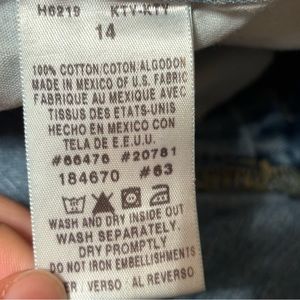 H6219 KTY-KTY
14
100% COTTON/COTON/ALGODON
MADE IN MEXICO OF U.S. FABRIC
FABRIQUE AU MEXIQUE AVEC
TISSUS DES ETATS-UNIS
HECHO EN MEXICO CON
TELA DE E.E.U.U.
#66476 #20781
184670 #63
WASH AND DRY INSIDE OUT
WASH SEPARATELY.
DRY PROMPTLY
DO NOT IRON EMBELLISHMENTS
VERSO AL REVERSO